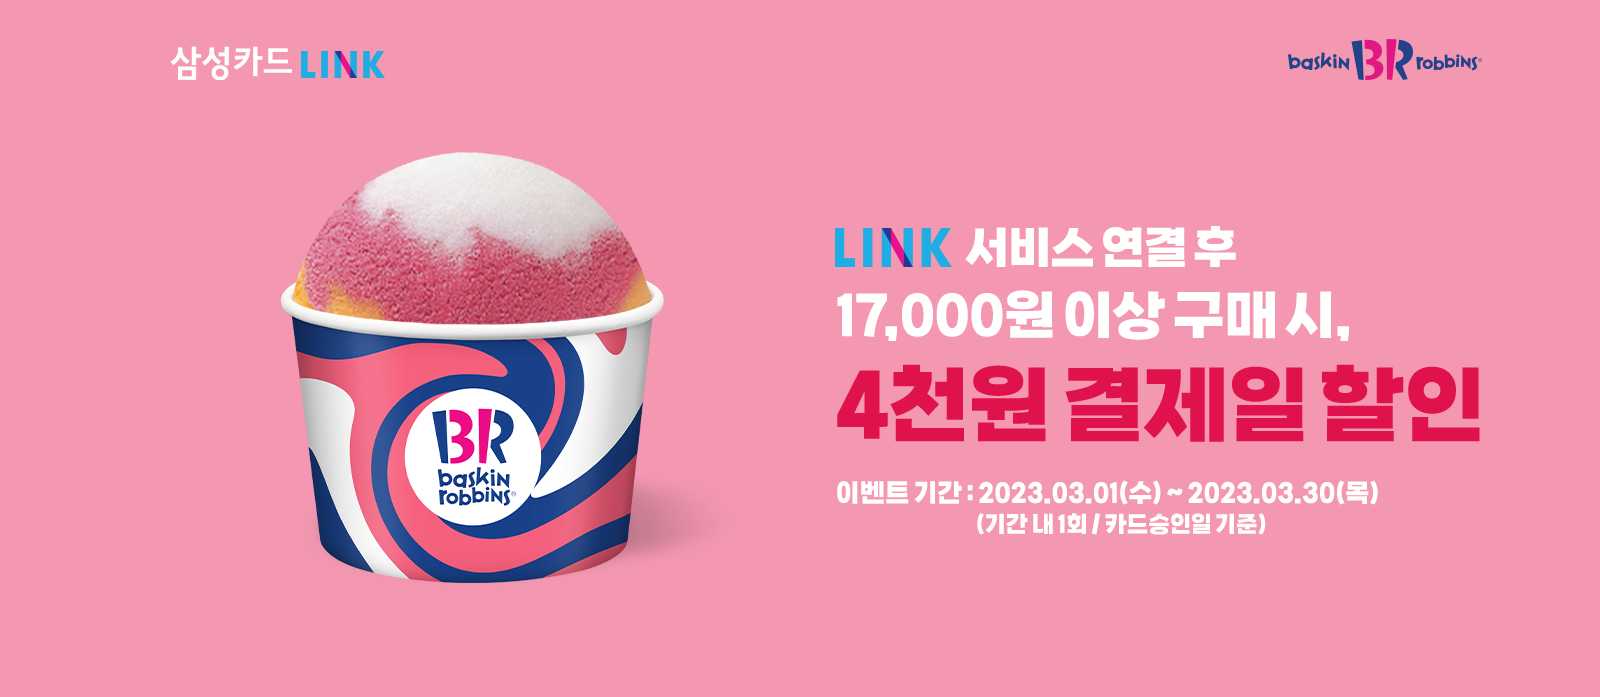 삼성카드 LINK
baskin BR robbins®
LINK 서비스 연결 후
17,000원 이상 구매 시,
4천원 결제일 할인
이벤트 기간 : 2023.03.01(수) ~ 2023.03.30(목)
(기간 내 1회 / 카드승인일 기준)
BR
baskin
robbins®